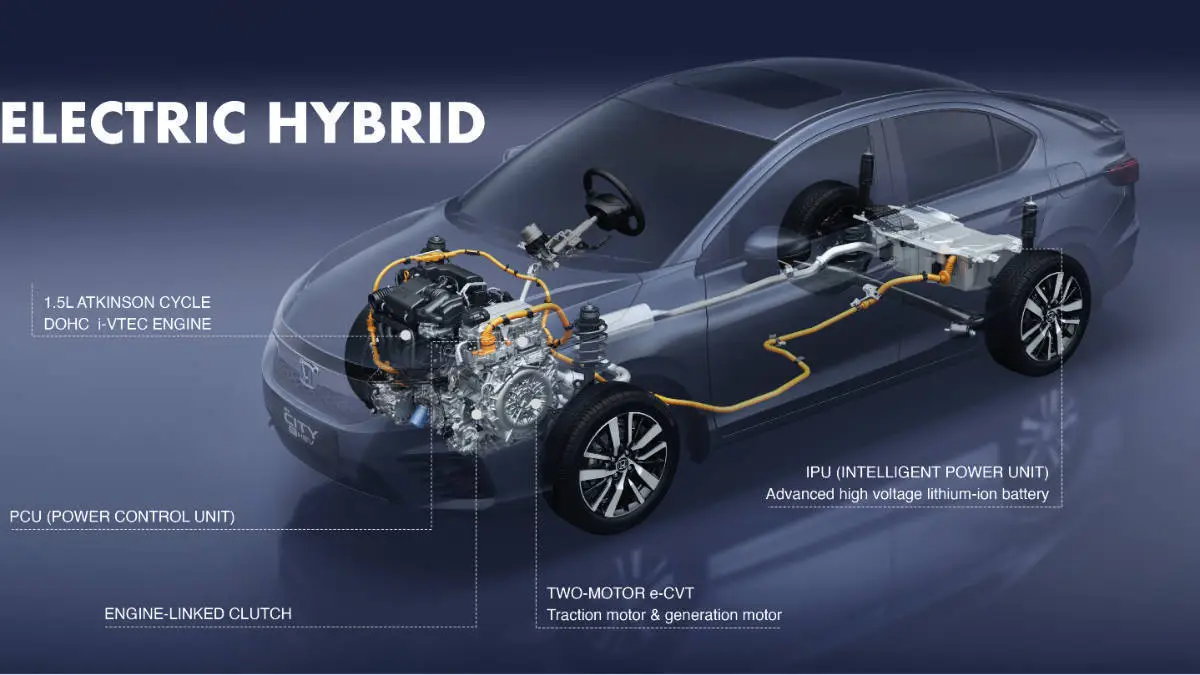 ELECTRIC HYBRID
1.5L ATKINSON CYCLE
DOHC i-VTEC ENGINE
CITY
IPU (INTELLIGENT POWER UNIT)
Advanced high voltage lithium-ion battery
PCU (POWER CONTROL UNIT)
TWO-MOTOR e-CVT
Traction motor & generation motor
ENGINE-LINKED CLUTCH